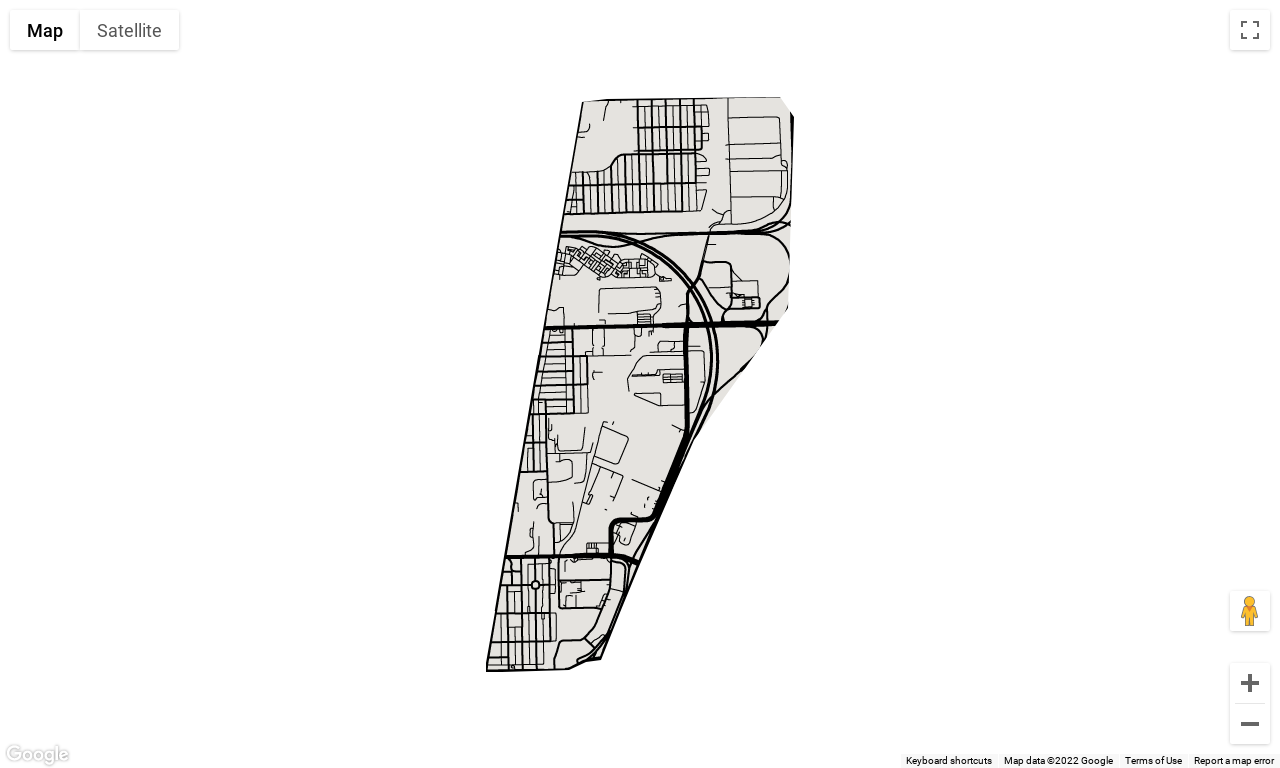 Map
Satellite
Google
Keyboard shortcuts
Map data ©2022 Google
Terms of Use
Report a map error